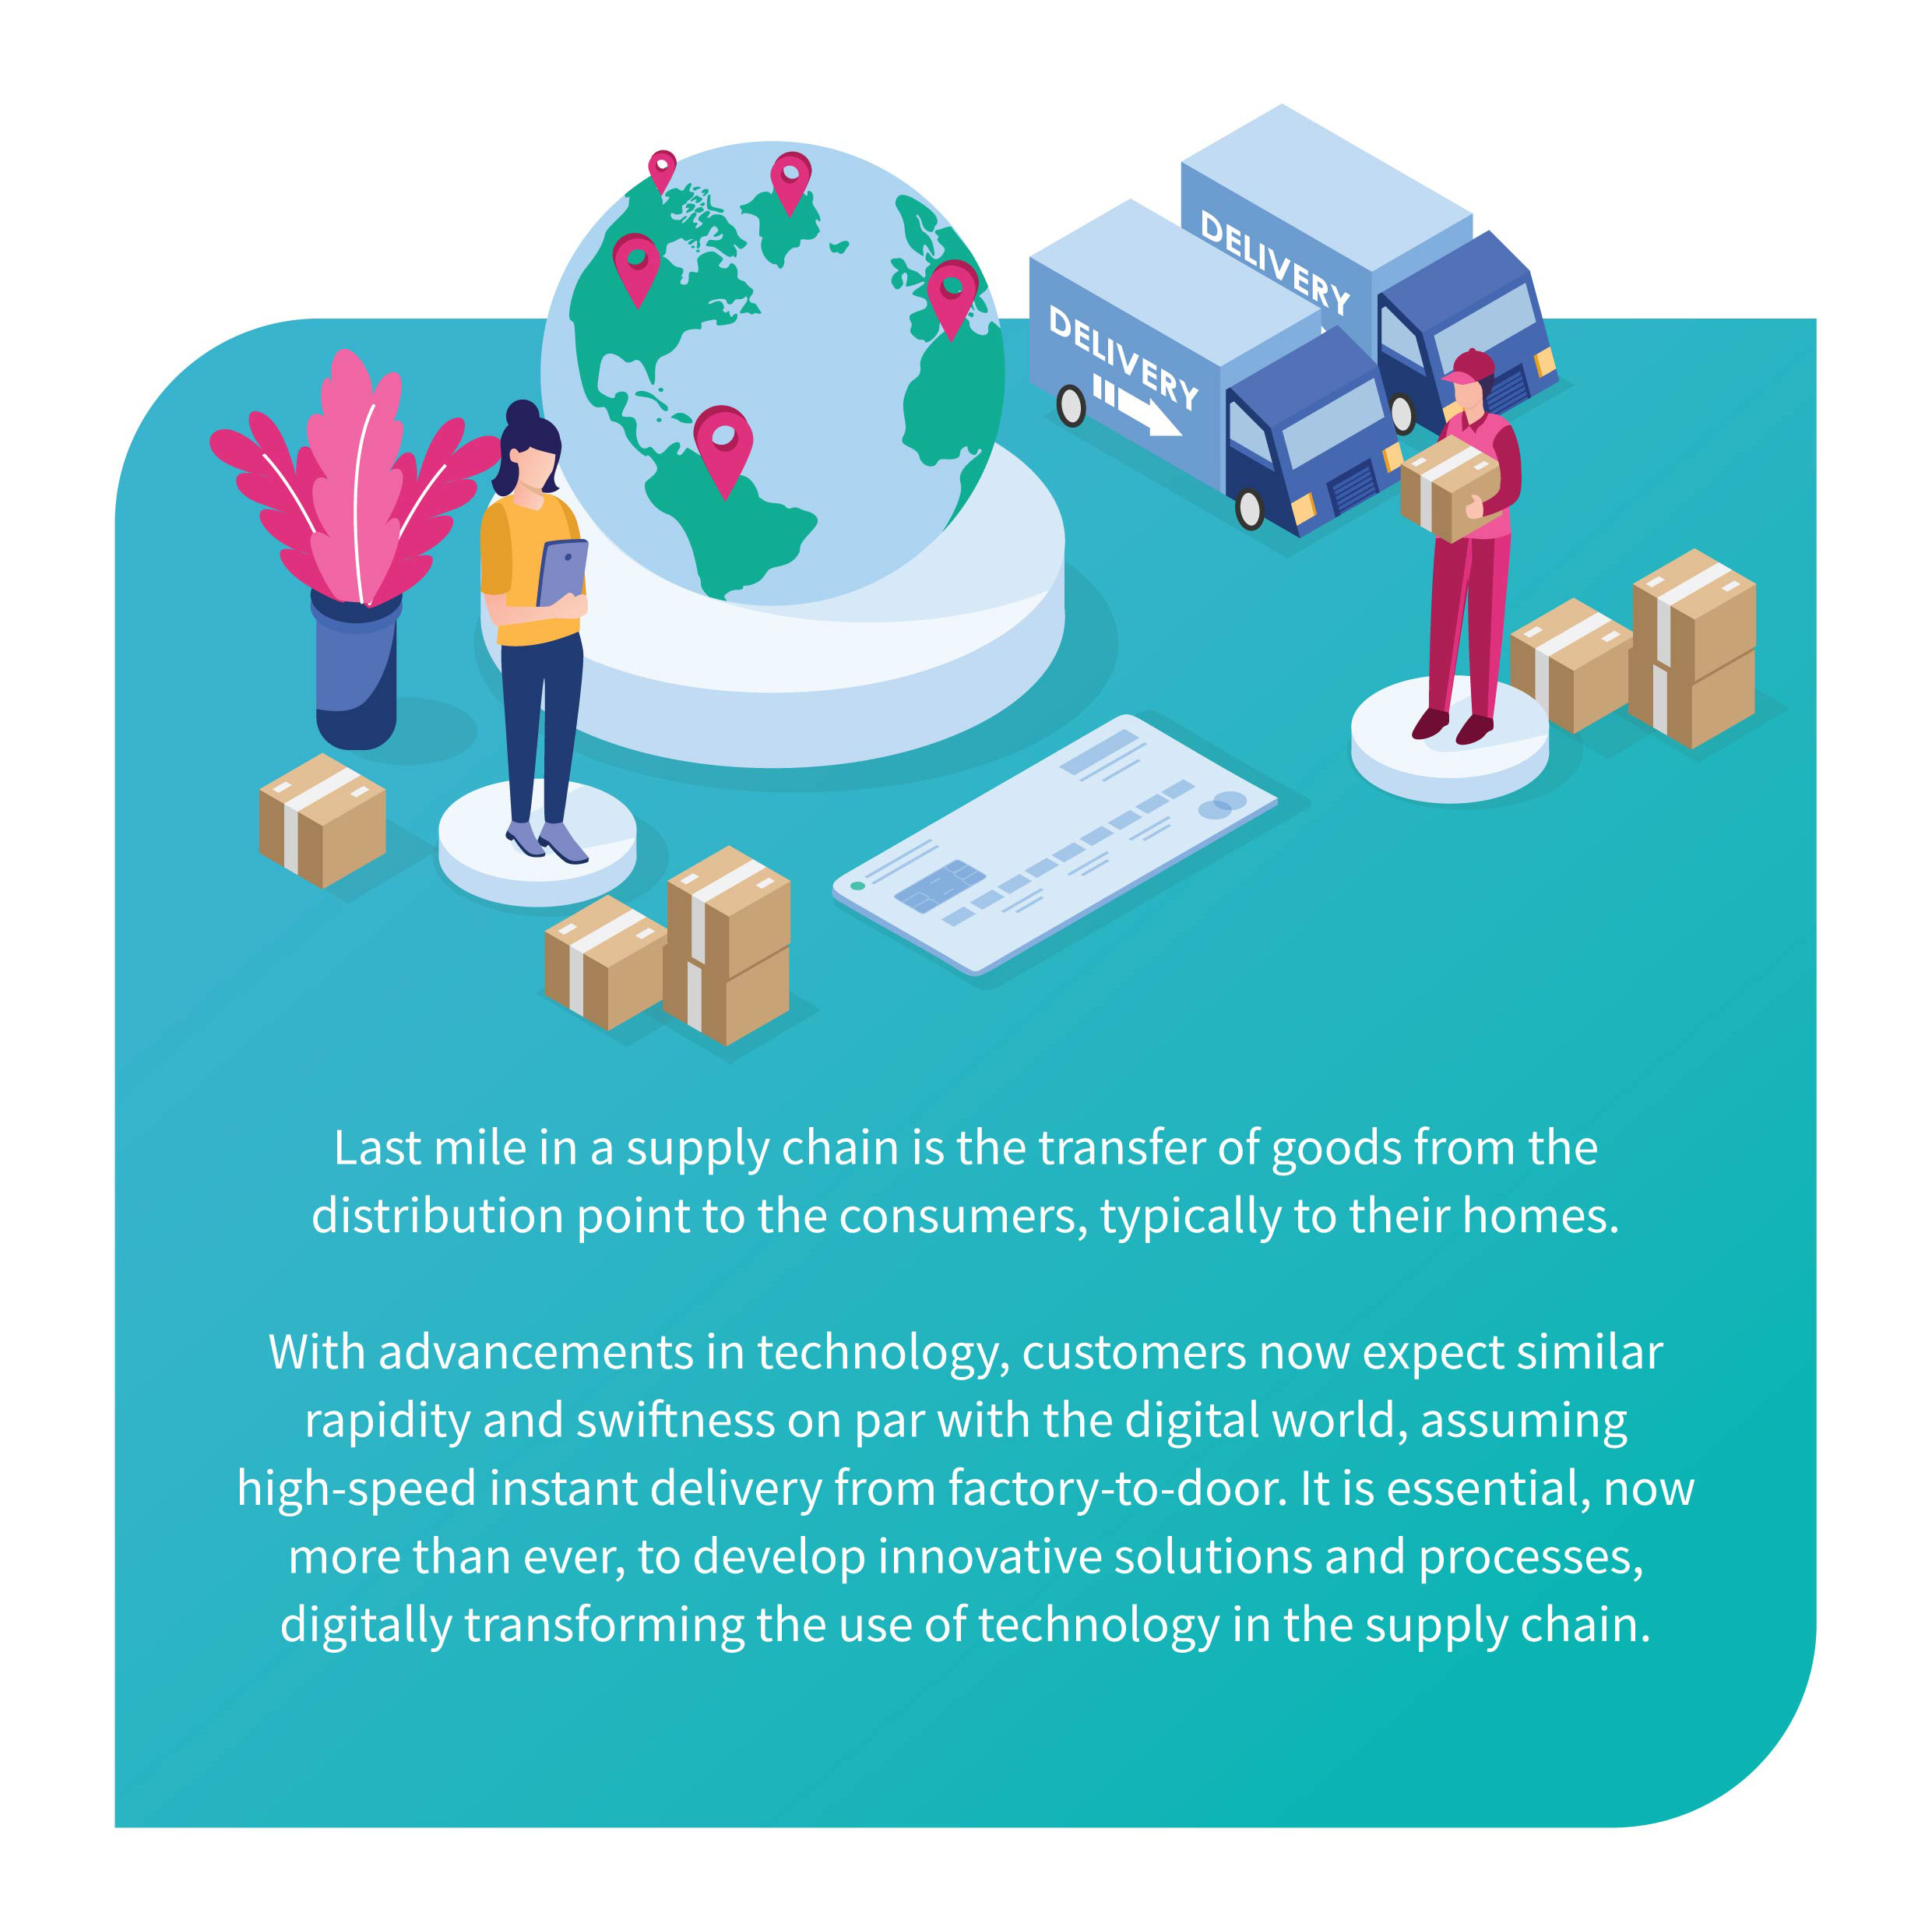 DELIVERY
DELIVERY
Last mile in a supply chain is the transfer of goods from the
distribution point to the consumers, typically to their homes.
With advancements in technology, customers now expect similar
rapidity and swiftness on par with the digital world, assuming
high-speed instant delivery from factory-to-door. It is essential, now
more than ever, to develop innovative solutions and processes,
digitally transforming the use of technology in the supply chain.